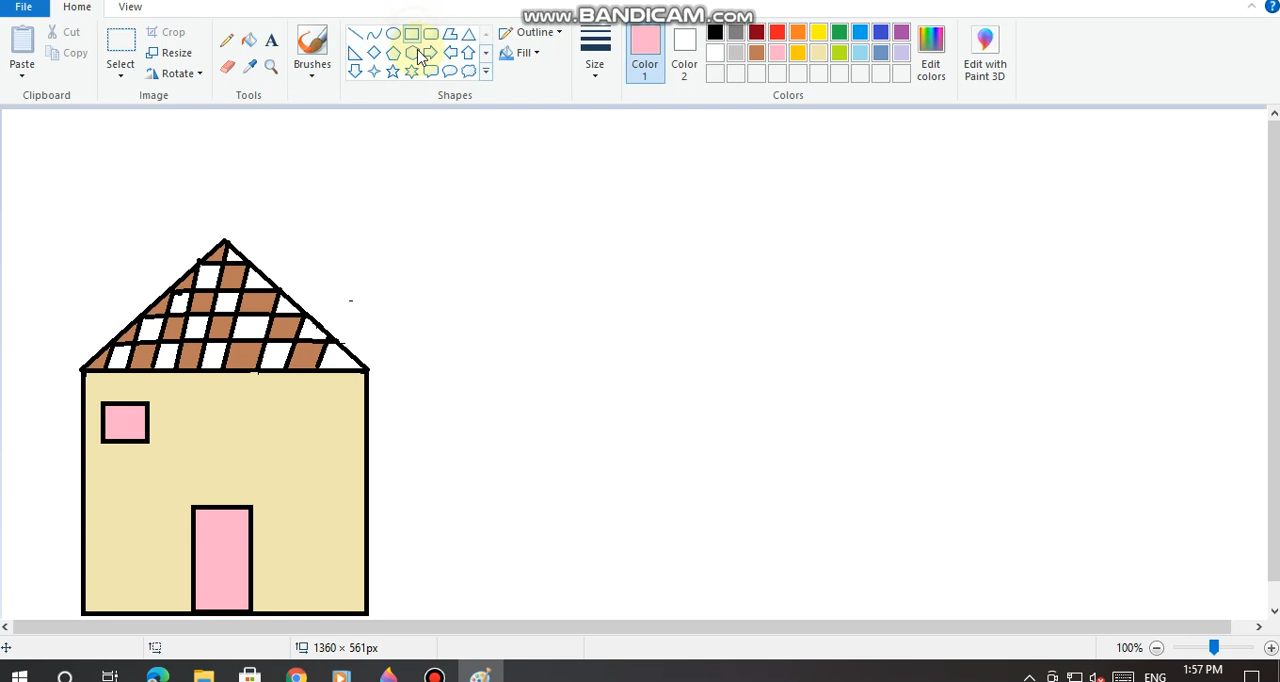 File Home View
www.BANDICAM.com
Paste
Cut
Copy
Clipboard
Select
Crop
Resize
Rotate
Image
A
Tools
Brushes
Outline
Fill
Shapes
Size
Color
1
Color
2
Edit
colors
Colors
Edit with
Paint 3D
1360 × 561px
100%
ENG
1:57 PM